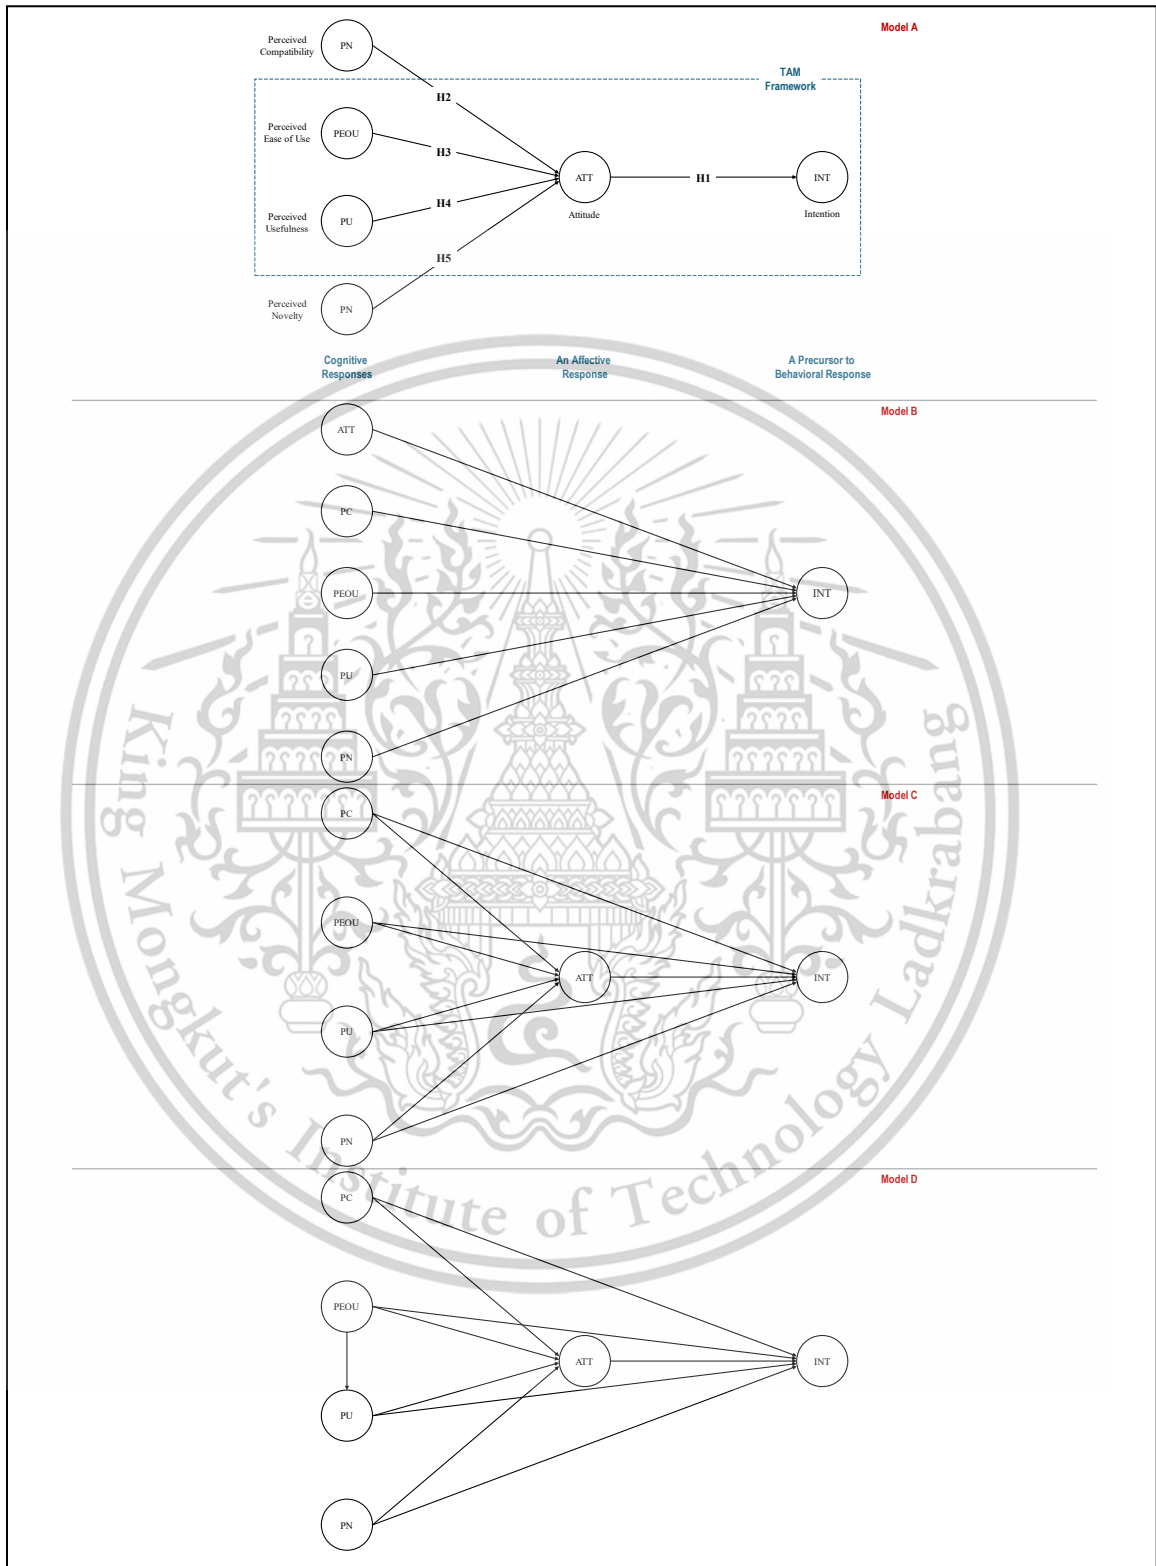 Model A
Perceived
Compatibility
PN
TAM
Framework
H2
Perceived
Ease of Use
PEOU
H3
ATT
H1
INT
Attitude
Intention
H4
Perceived
Usefulness
PU
H5
Perceived
Novelty
PN
Cognitive
Responses
An Affective
Response
A Precursor to
Behavioral Response
Model B
ATT
PC
PEOU
INT
PU
PN
Model C
PC
PEOU
ATT
INT
PU
PN
Model D
PC
PEOU
ATT
INT
PU
PN
King Mongkut's Institute of Technology Ladkrabang